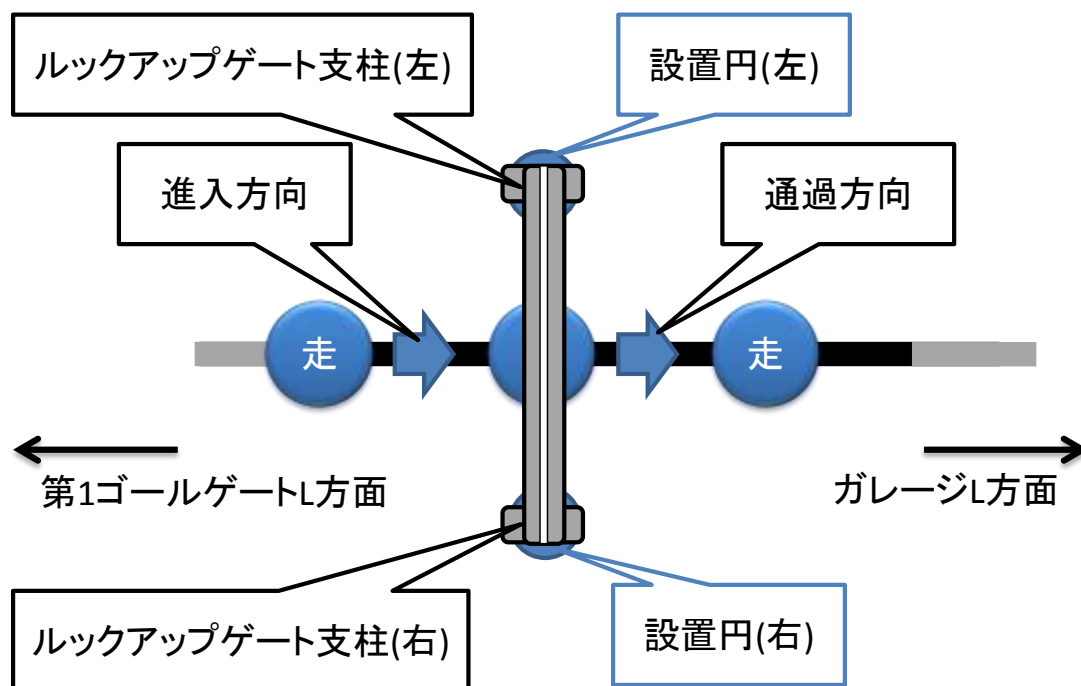 ルックアップゲート支柱(左)
設置円(左)
進入方向
通過方向
走
走
第1ゴールゲートL方面
ガレージL方面
ルックアップゲート支柱(右)
設置円(右)